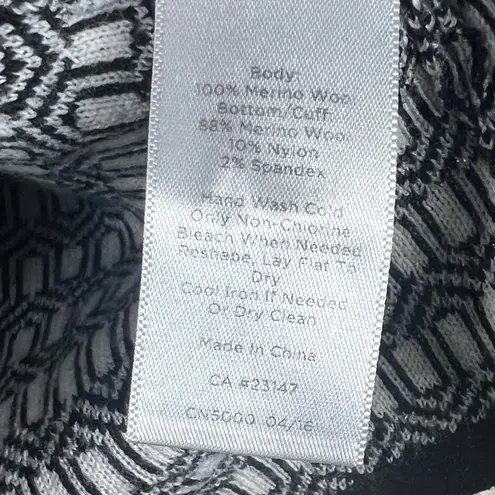 Body:
100% Merino Woo
Bottom/Cuff:
88% Merino Woo
10% Nylon
2% Spandex
Hand Wash Cold
Only Non-Chlorine
Bleach When Needed
Reshape, Lay Flat To
Dry
Cool Iron If Needed
Or Dry Clean
Made In China
CA #23147
CN5000 04/16